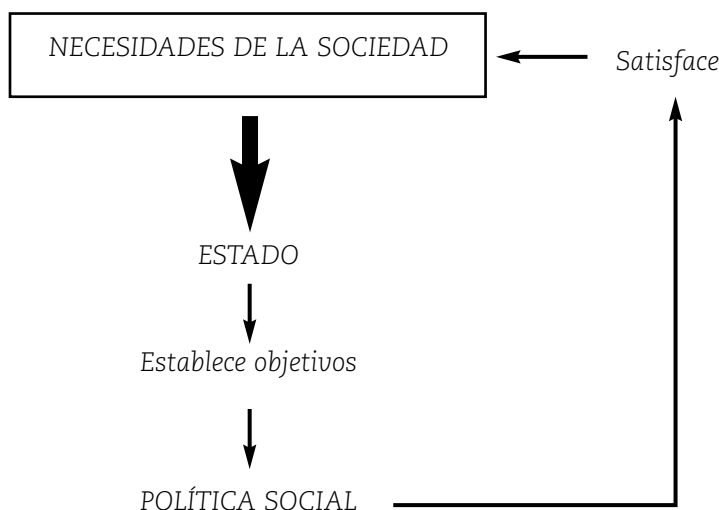 NECESIDADES DE LA SOCIEDAD
Satisface
ESTADO
Establece objetivos
POLÍTICA SOCIAL